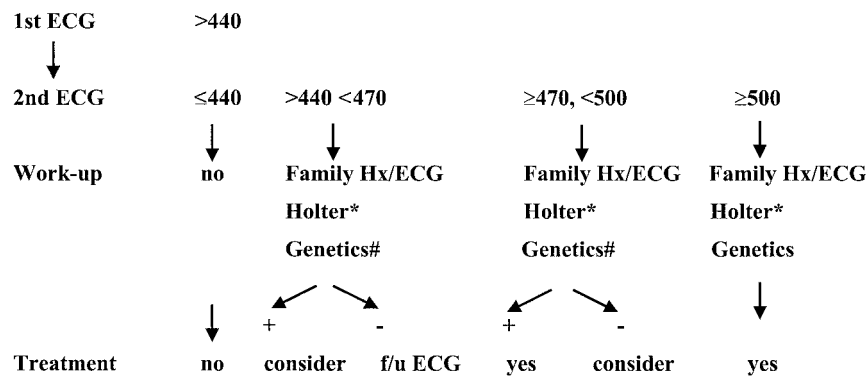 1st ECG >440
2nd ECG ≤440 >440 <470 ≥470, <500 ≥500
Work-up no Family Hx/ECG Family Hx/ECG Family Hx/ECG
Holter* Holter* Holter*
Genetics# Genetics# Genetics
+ - + -
Treatment no consider f/u ECG yes consider yes